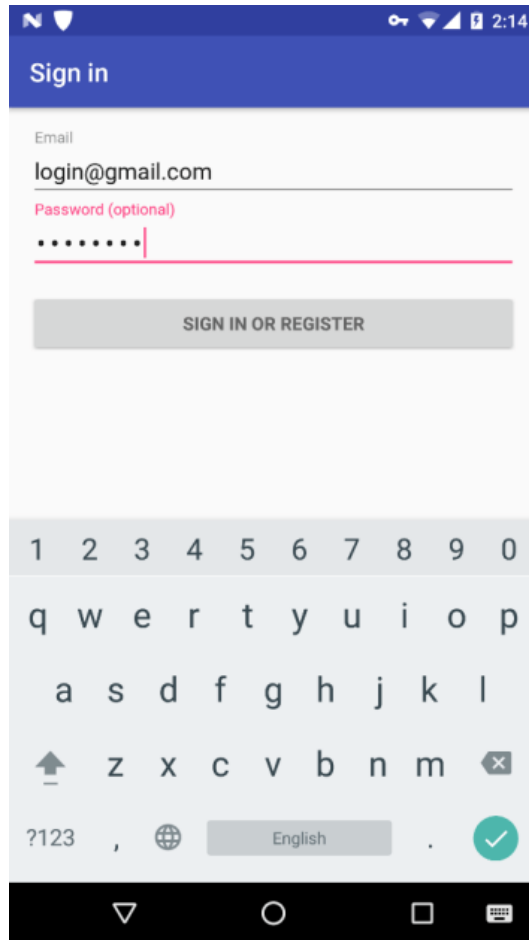 2:14
Sign in
Email
login@gmail.com
Password (optional)
••••••••
SIGN IN OR REGISTER
1 2 3 4 5 6 7 8 9 0
q w e r t y u i o p
a s d f g h j k l
z x c v b n m
?123 , English .